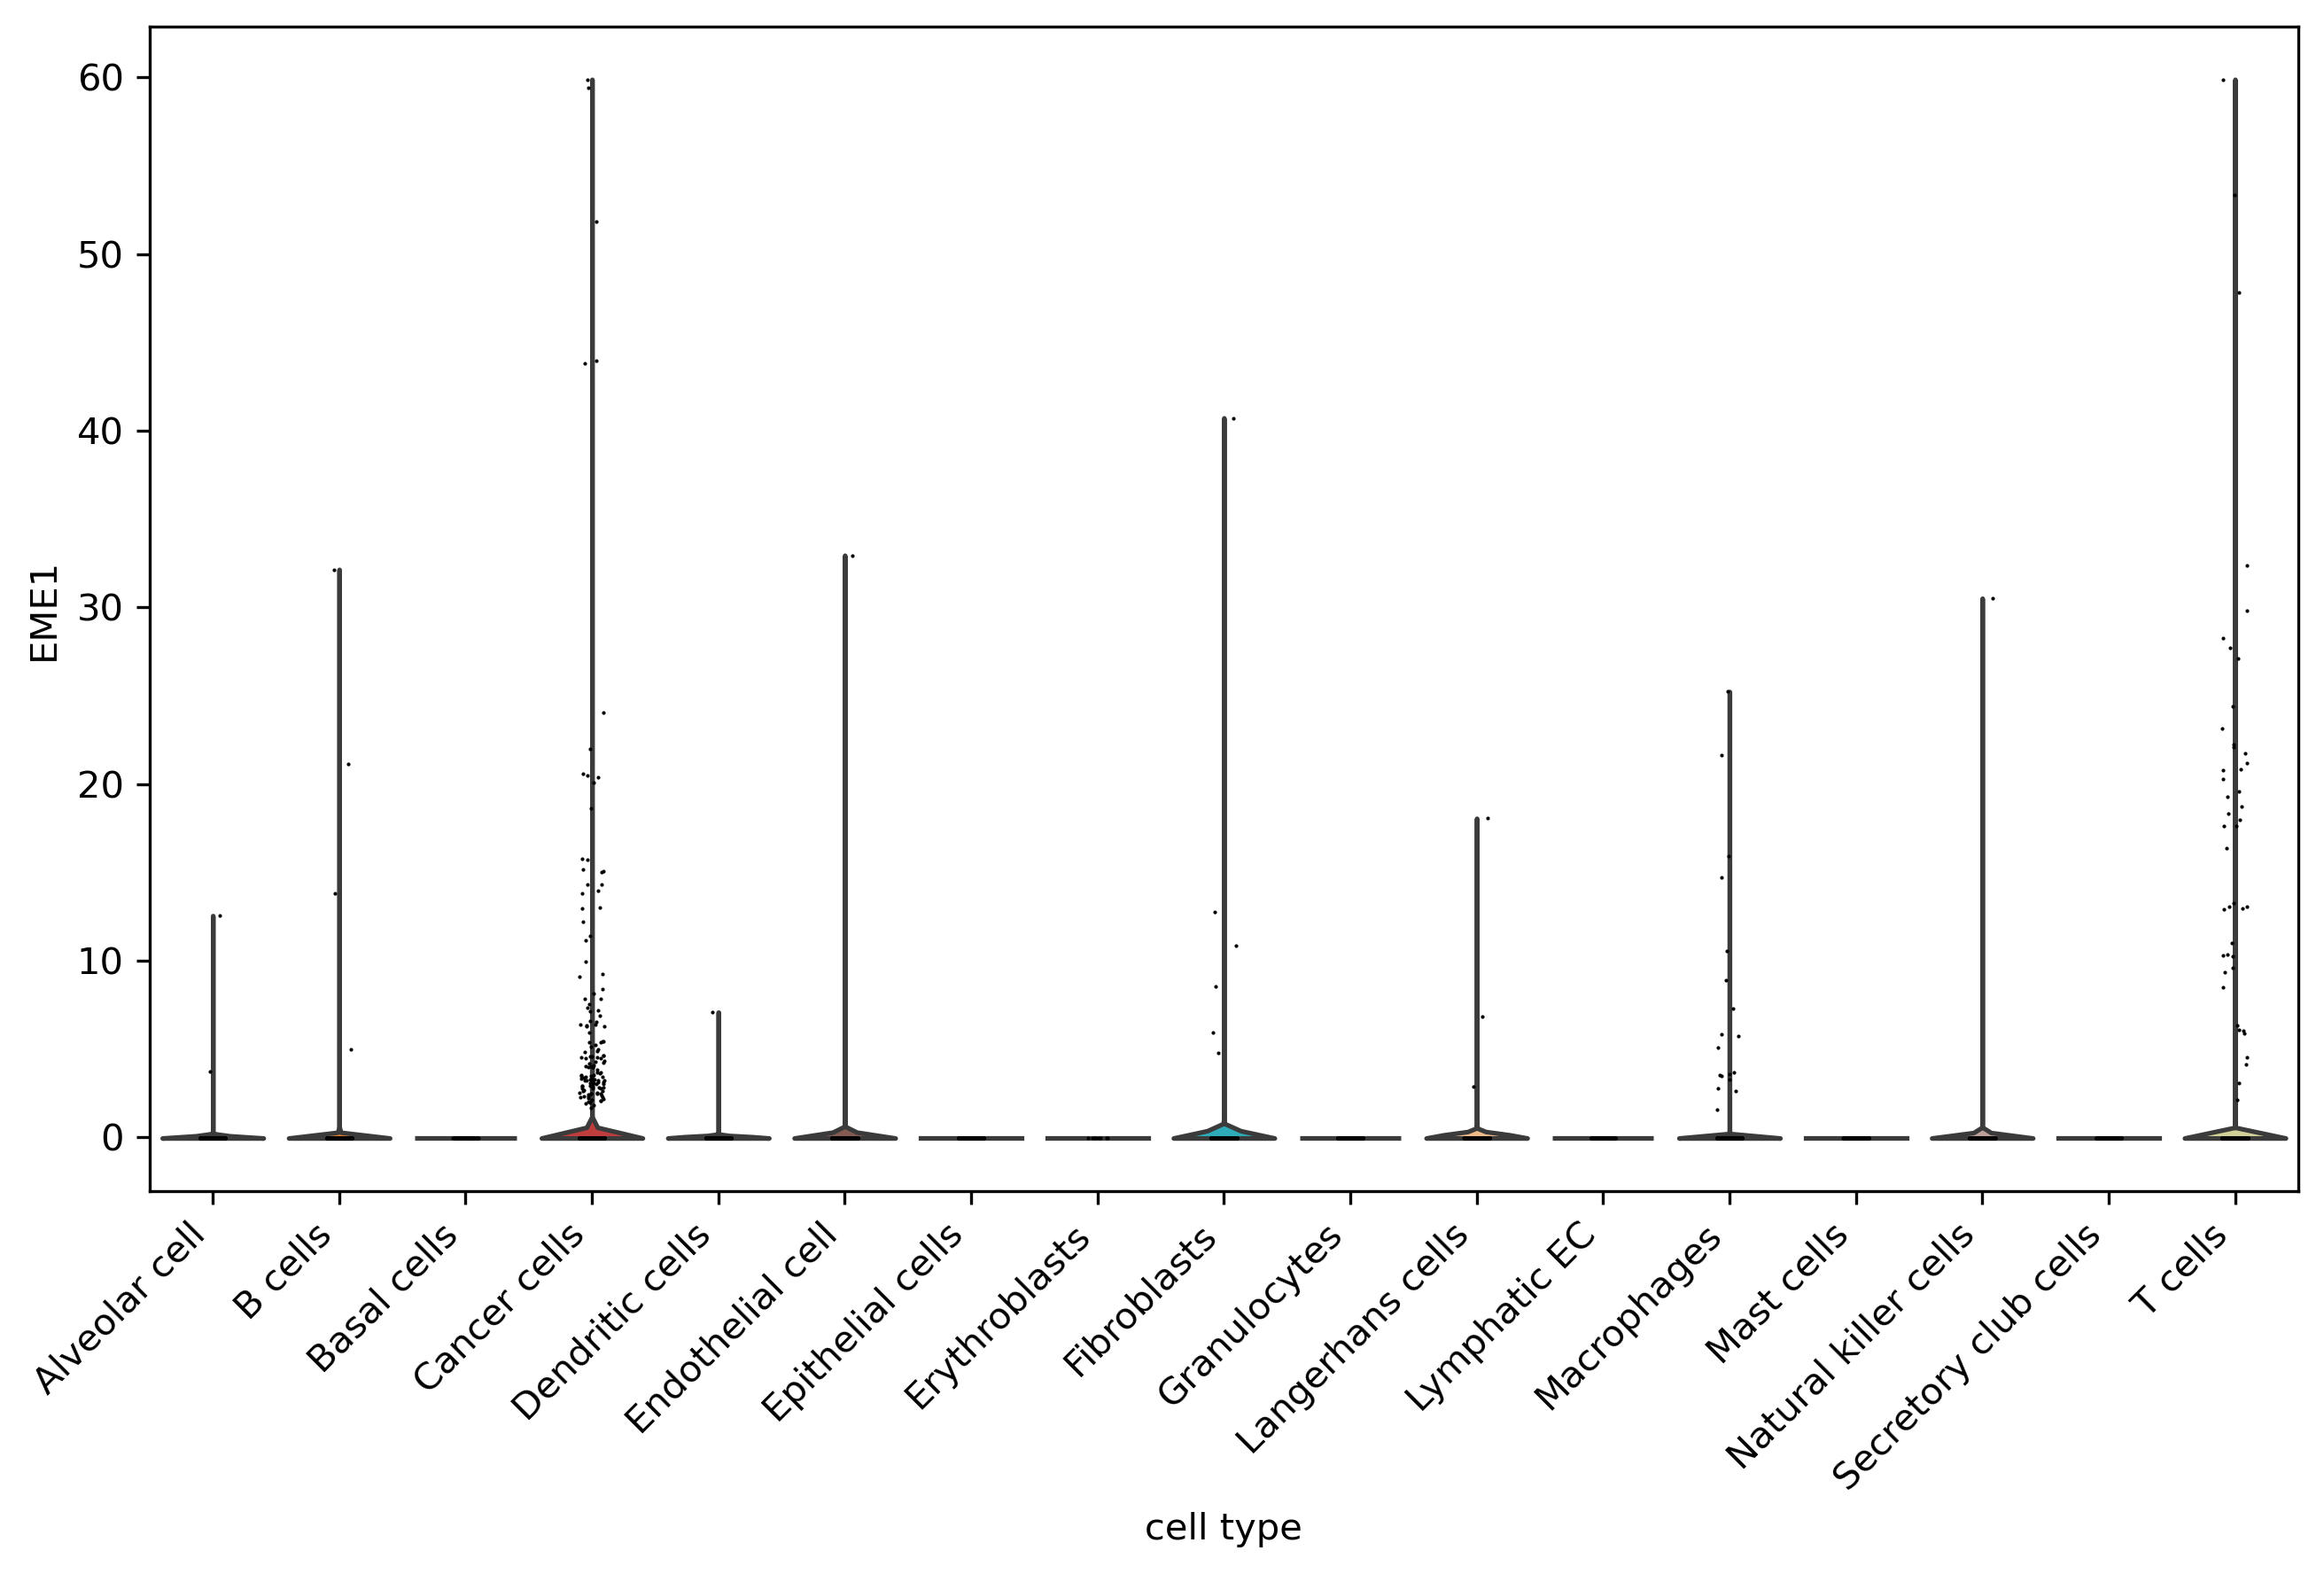 60
50
40
30
20
10
0
EME1
Alveolar cell
B cells
Basal cells
Cancer cells
Dendritic cells
Endothelial cell
Epithelial cells
Erythroblasts
Fibroblasts
Granulocytes
Langerhans cells
Lymphatic EC
Macrophages
Mast cells
Natural killer cells
Secretory club cells
T cells
cell type